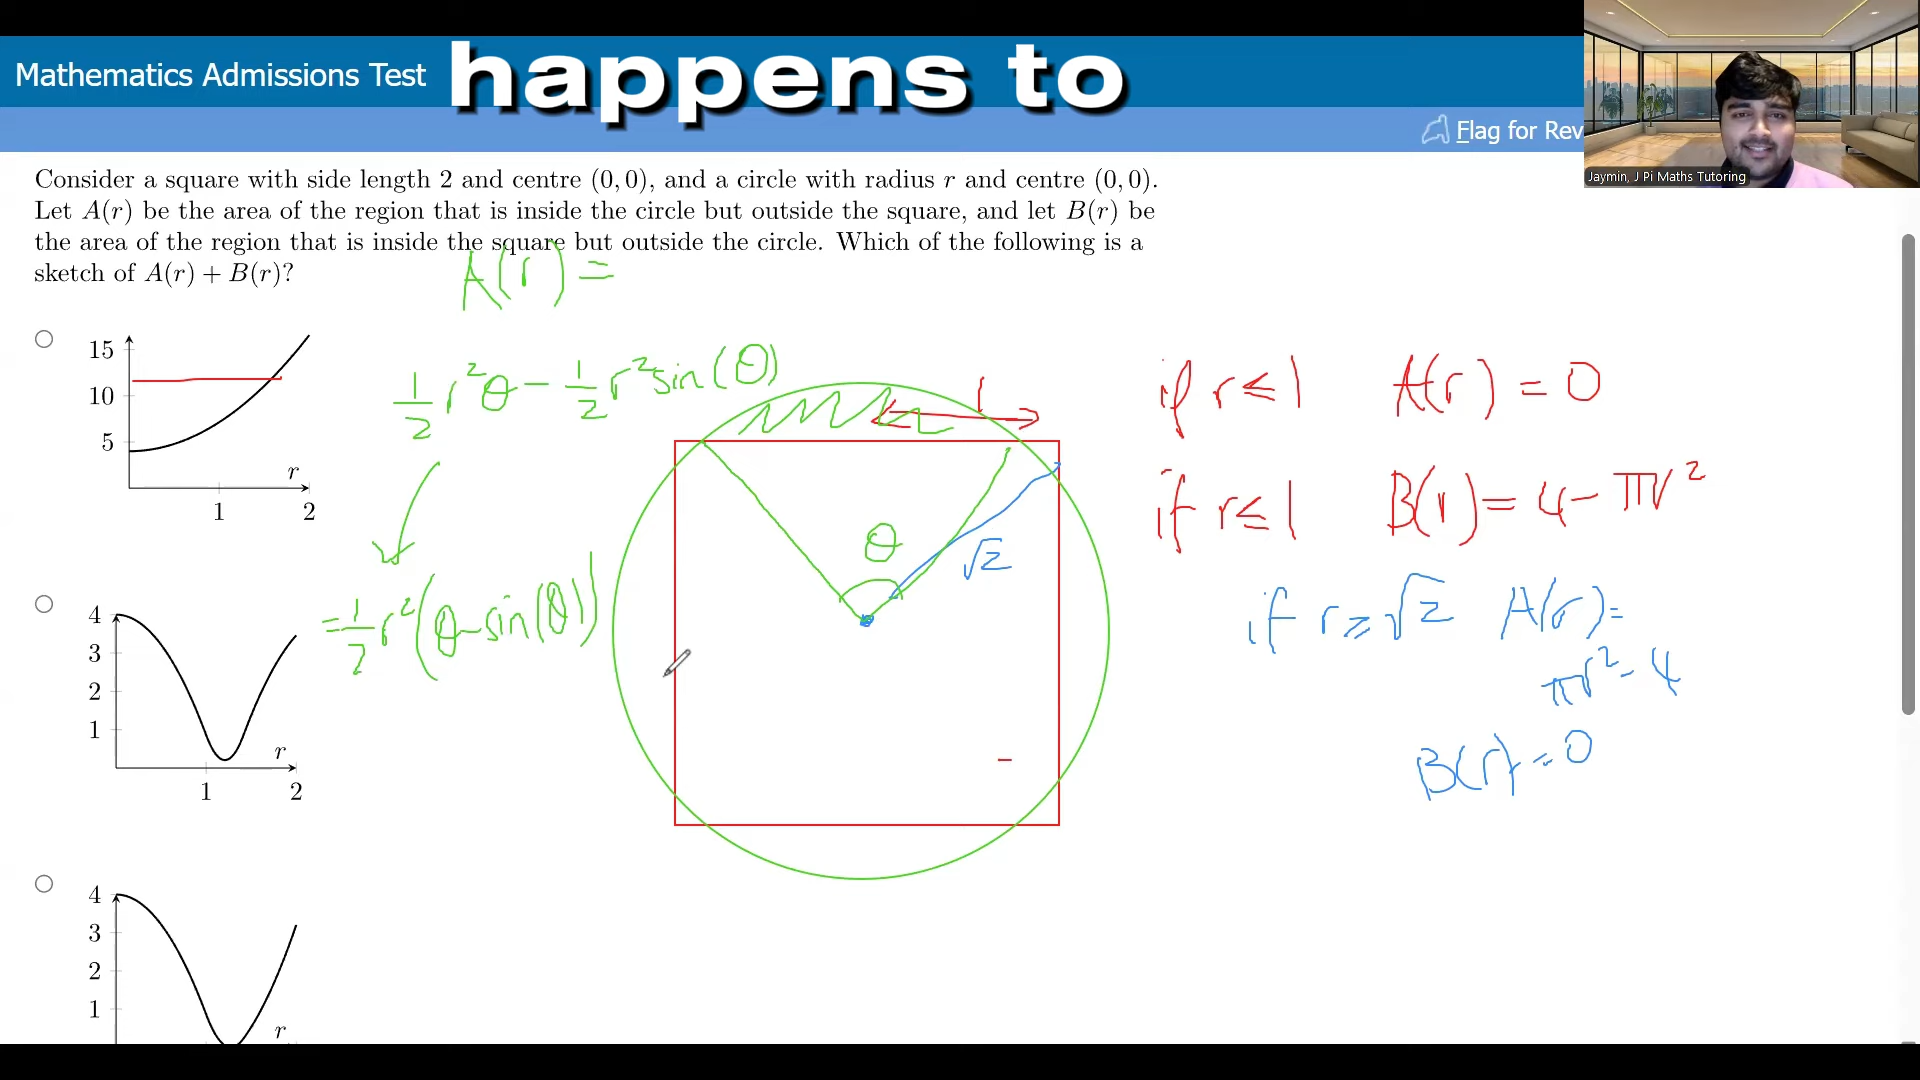 Mathematics Admissions Test
happens to
Flag for Rev
Jaymin, J Pi Maths Tutoring
Consider a square with side length 2 and centre (0, 0), and a circle with radius r and centre (0, 0).
Let A(r) be the area of the region that is inside the circle but outside the square, and let B(r) be
the area of the region that is inside the square but outside the circle. Which of the following is a
sketch of A(r) + B(r)?
A(r) =
15
10
5
r
1 2
1/2 r²θ - 1/2 r² sin(θ)
= 1/2 r² (θ - sin(θ))
1
θ
√2
if r ≤ 1 A(r) = 0
if r ≤ 1 B(r) = 4 - πr²
if r ≥ √2 A(r) =
πr² - 4
B(r) = 0
4
3
2
1
r
1 2
4
3
2
1
r